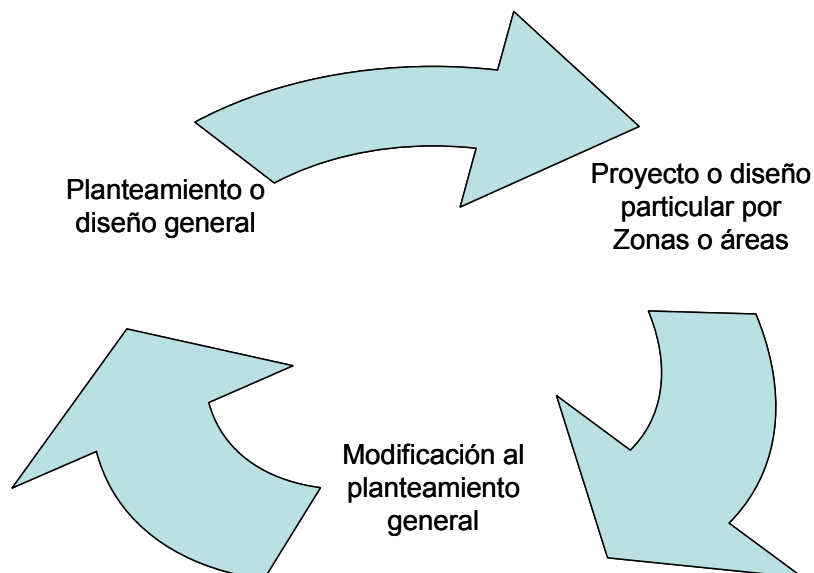 Planteamiento o
diseño general
Proyecto o diseño
particular por
Zonas o áreas
Modificación al
planteamiento
general